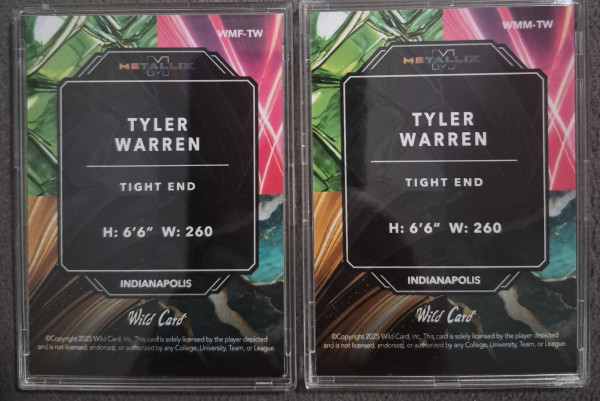 WMF-TW
M
METALLIX
TYLER
WARREN
TIGHT END
H: 6'6" W: 260
INDIANAPOLIS
Wild Card
©Copyright 2025 Wild Card, Inc. This card is solely licensed by the player depicted
and is not licensed, endorsed, or authorized by any College, University, Team, or League.
WMM-TW
M
METALLIX
TYLER
WARREN
TIGHT END
H: 6'6" W: 260
INDIANAPOLIS
Wild Card
©Copyright 2025 Wild Card, Inc. This card is solely licensed by the player depicted
and is not licensed, endorsed, or authorized by any College, University, Team, or League.